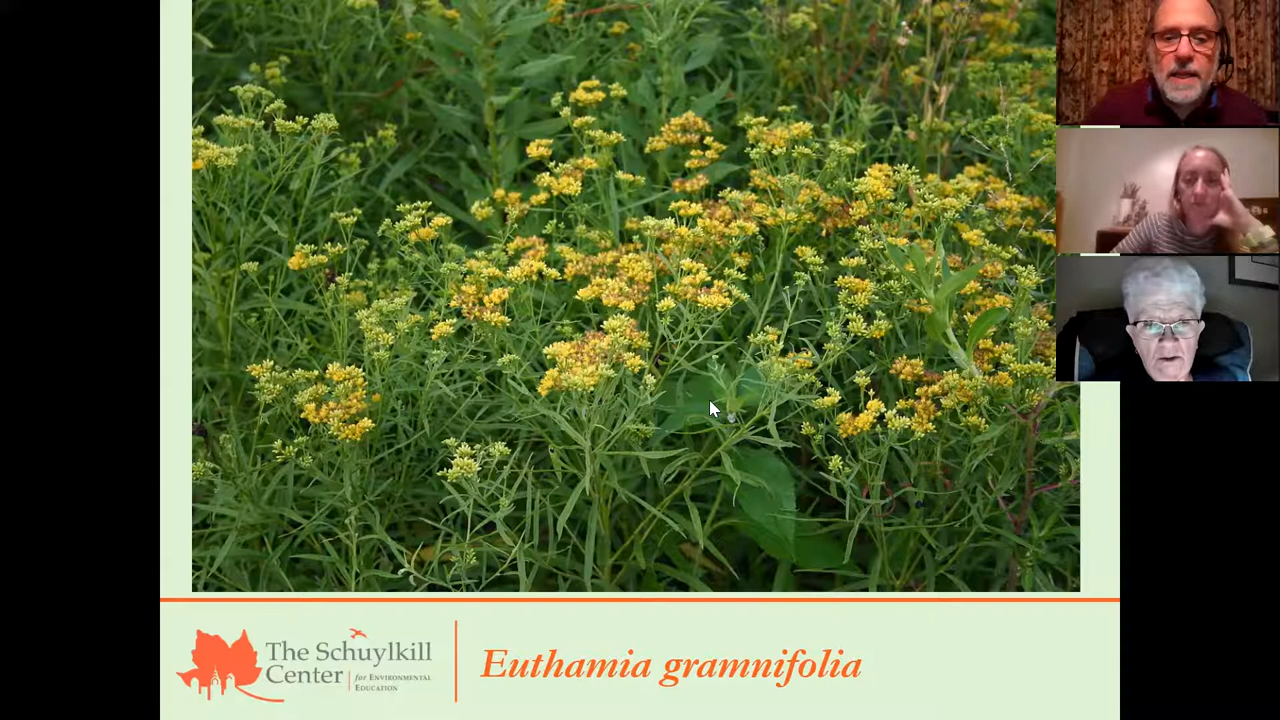 The Schuylkill
Center for ENVIRONMENTAL
EDUCATION
Euthamia gramnifolia